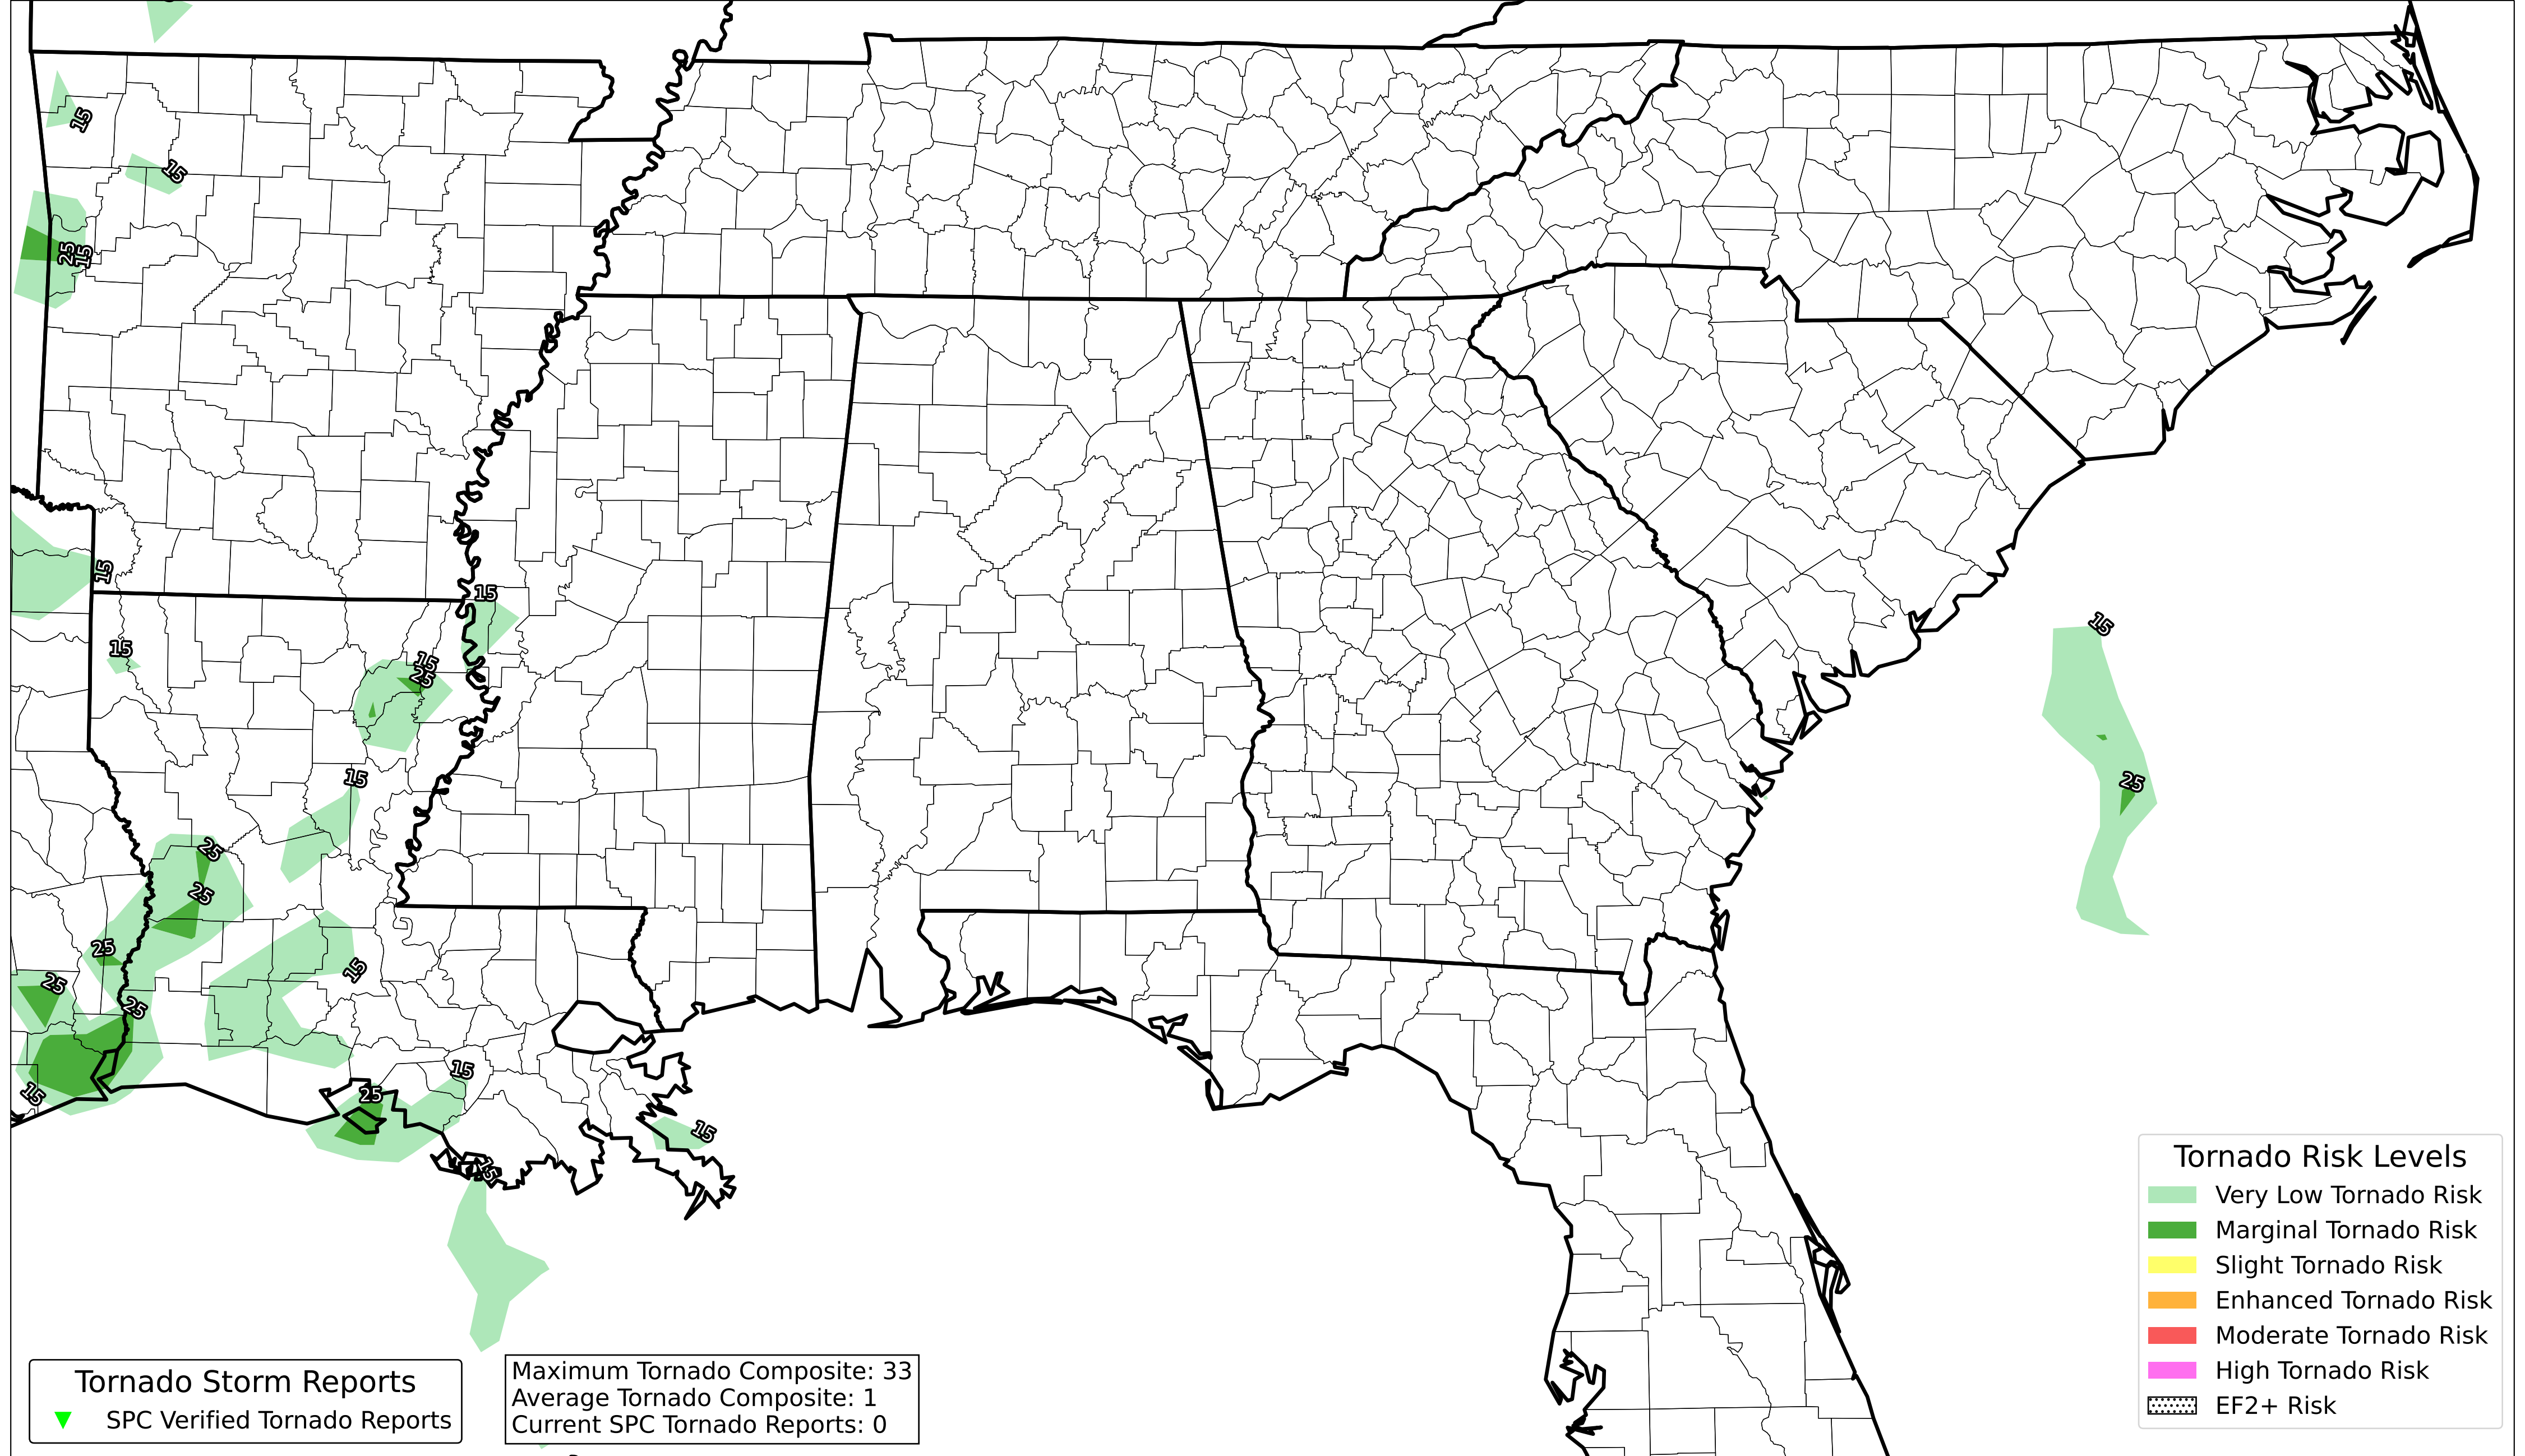 15
15
25
15
15
15
15
15
25
15
15
25
25
25
15
25
25
15
25
15
15
15
25
Tornado Risk Levels
Very Low Tornado Risk
Marginal Tornado Risk
Slight Tornado Risk
Enhanced Tornado Risk
Moderate Tornado Risk
High Tornado Risk
EF2+ Risk
Tornado Storm Reports
SPC Verified Tornado Reports
Maximum Tornado Composite: 33
Average Tornado Composite: 1
Current SPC Tornado Reports: 0